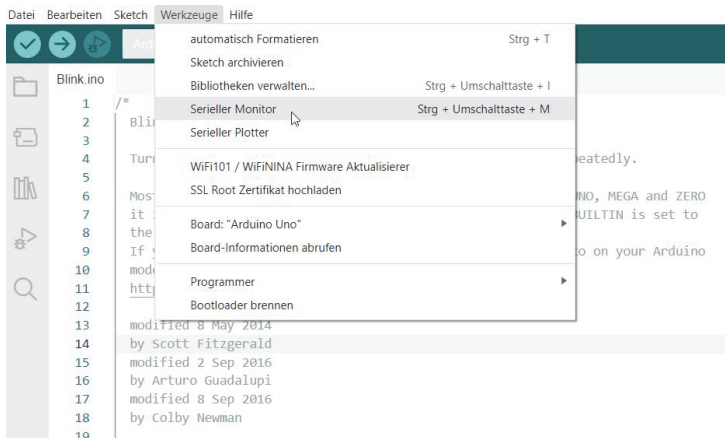 Datei Bearbeiten Sketch Werkzeuge Hilfe
automatisch Formatieren Strg + T
Sketch archivieren
Bibliotheken verwalten... Strg + Umschalttaste + I
Serieller Monitor Strg + Umschalttaste + M
Serieller Plotter
WiFi101 / WiFiNINA Firmware Aktualisierer
SSL Root Zertifikat hochladen
Board: "Arduino Uno"
Board-Informationen abrufen
Programmer
Bootloader brennen
Blink.ino
1 /*
2
3
4 Turn peatedly.
5
6 Most UNO, MEGA and ZERO
7 it BUILTIN is set to
8 the
9 If on your Arduino
10
11
12
13 modified 8 May 2014
14 by Scott Fitzgerald
15 modified 2 Sep 2016
16 by Arturo Guadalupi
17 modified 8 Sep 2016
18 by Colby Newman
19